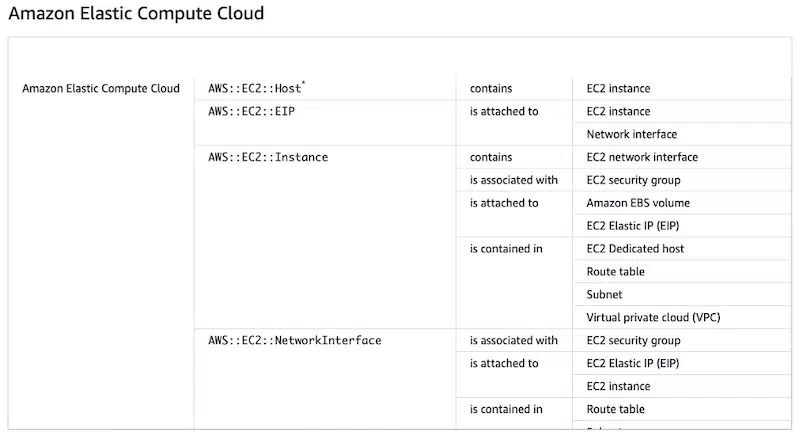 Amazon Elastic Compute Cloud
Amazon Elastic Compute Cloud AWS::EC2::Host* contains EC2 instance
AWS::EC2::EIP is attached to EC2 instance
Network interface
AWS::EC2::Instance contains EC2 network interface
is associated with EC2 security group
is attached to Amazon EBS volume
EC2 Elastic IP (EIP)
is contained in EC2 Dedicated host
Route table
Subnet
Virtual private cloud (VPC)
AWS::EC2::NetworkInterface is associated with EC2 security group
is attached to EC2 Elastic IP (EIP)
EC2 instance
is contained in Route table